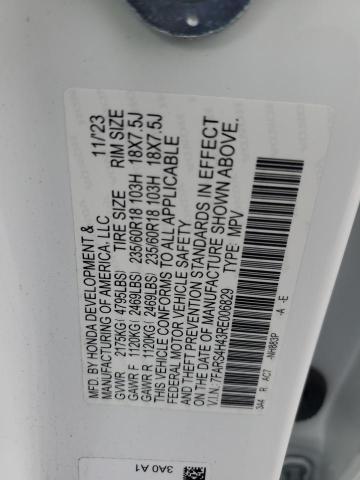 MFD. BY HONDA DEVELOPMENT & 11/23
MANUFACTURING OF AMERICA, LLC
TIRE SIZE RIM SIZE
GVWR 2175KG( 4795LBS)
GAWR F 1120KG( 2469LBS) 235/60R18 103H 18X7.5J
GAWR R 1120KG( 2469LBS) 235/60R18 103H 18X7.5J
THIS VEHICLE CONFORMS TO ALL APPLICABLE
FEDERAL MOTOR VEHICLE SAFETY
AND THEFT PREVENTION STANDARDS IN EFFECT
ON THE DATE OF MANUFACTURE SHOWN ABOVE.
V.I.N.: 7FARS4H43RE006829 TYPE: MPV
3A4 R AC7 -NH883P -A -E
3A0 A1